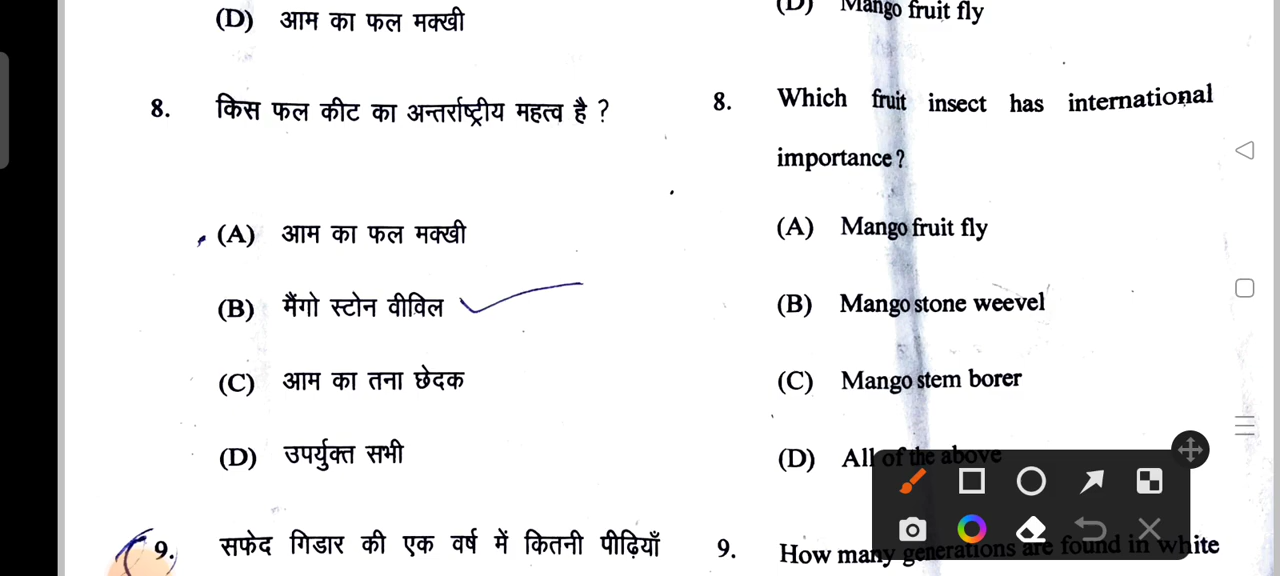 (D) आम का फल मक्खी
8. किस फल कीट का अन्तर्राष्ट्रीय महत्व है ?
(A) आम का फल मक्खी
(B) मैंगो स्टोन वीविल
(C) आम का तना छेदक
(D) उपर्युक्त सभी
9. सफेद गिडार की एक वर्ष में कितनी पीढ़ियाँ
(D) Mango fruit fly
8. Which fruit insect has international
importance ?
(A) Mango fruit fly
(B) Mango stone weevel
(C) Mango stem borer
(D) All of the above
9. How many generations are found in white